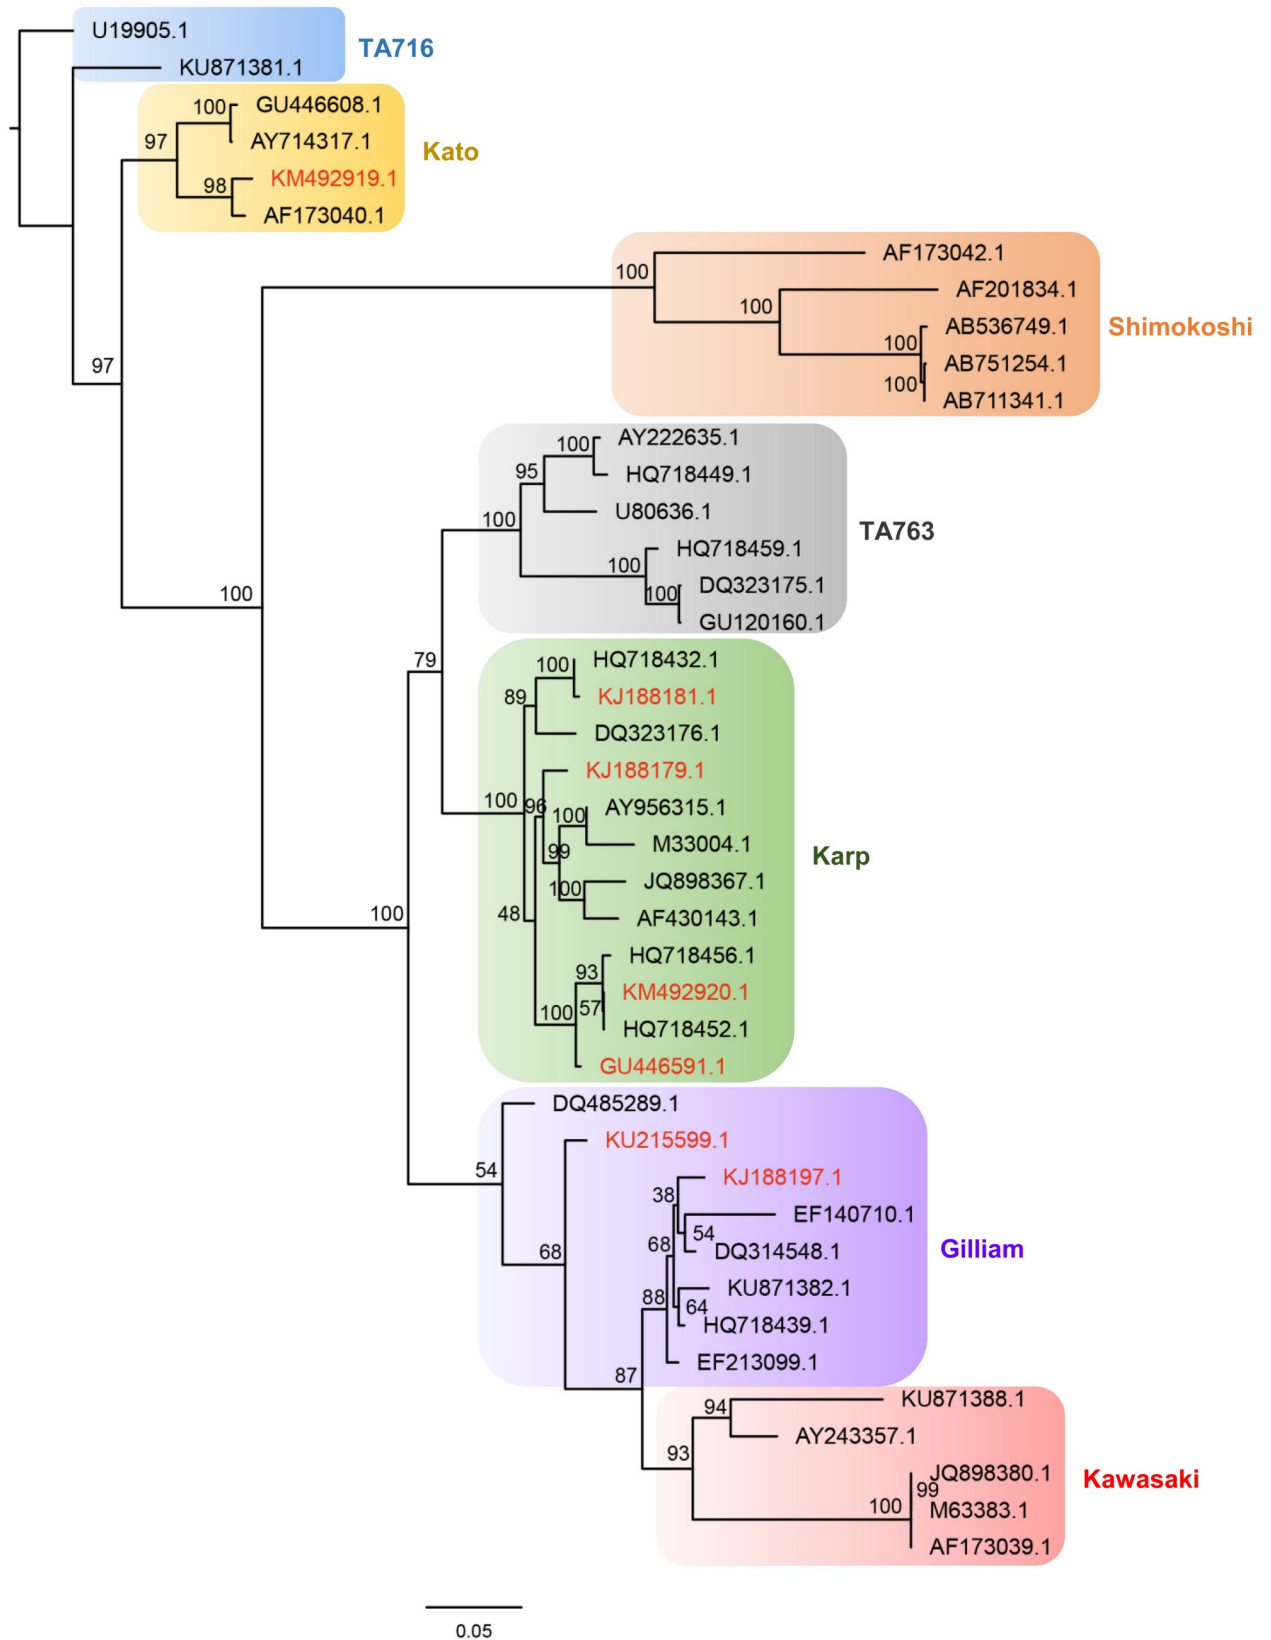 U19905.1
TA716
KU871381.1
100
GU446608.1
97
AY714317.1
Kato
98
KM492919.1
AF173040.1
AF173042.1
100
AF201834.1
100
AB536749.1
Shimokoshi
100
AB751254.1
97
100
AB711341.1
100
AY222635.1
95
HQ718449.1
100
U80636.1
TA763
HQ718459.1
100
DQ323175.1
100
100
GU120160.1
79
100
HQ718432.1
89
KJ188181.1
DQ323176.1
KJ188179.1
100
96
100
AY956315.1
99
M33004.1
Karp
100
JQ898367.1
100
48
AF430143.1
HQ718456.1
93
KM492920.1
100
57
HQ718452.1
GU446591.1
DQ485289.1
KU215599.1
54
38
KJ188197.1
EF140710.1
54
68
68
DQ314548.1
Gilliam
88
KU871382.1
64
HQ718439.1
87
EF213099.1
94
KU871388.1
AY243357.1
93
JQ898380.1
99
Kawasaki
100
M63383.1
AF173039.1
0.05